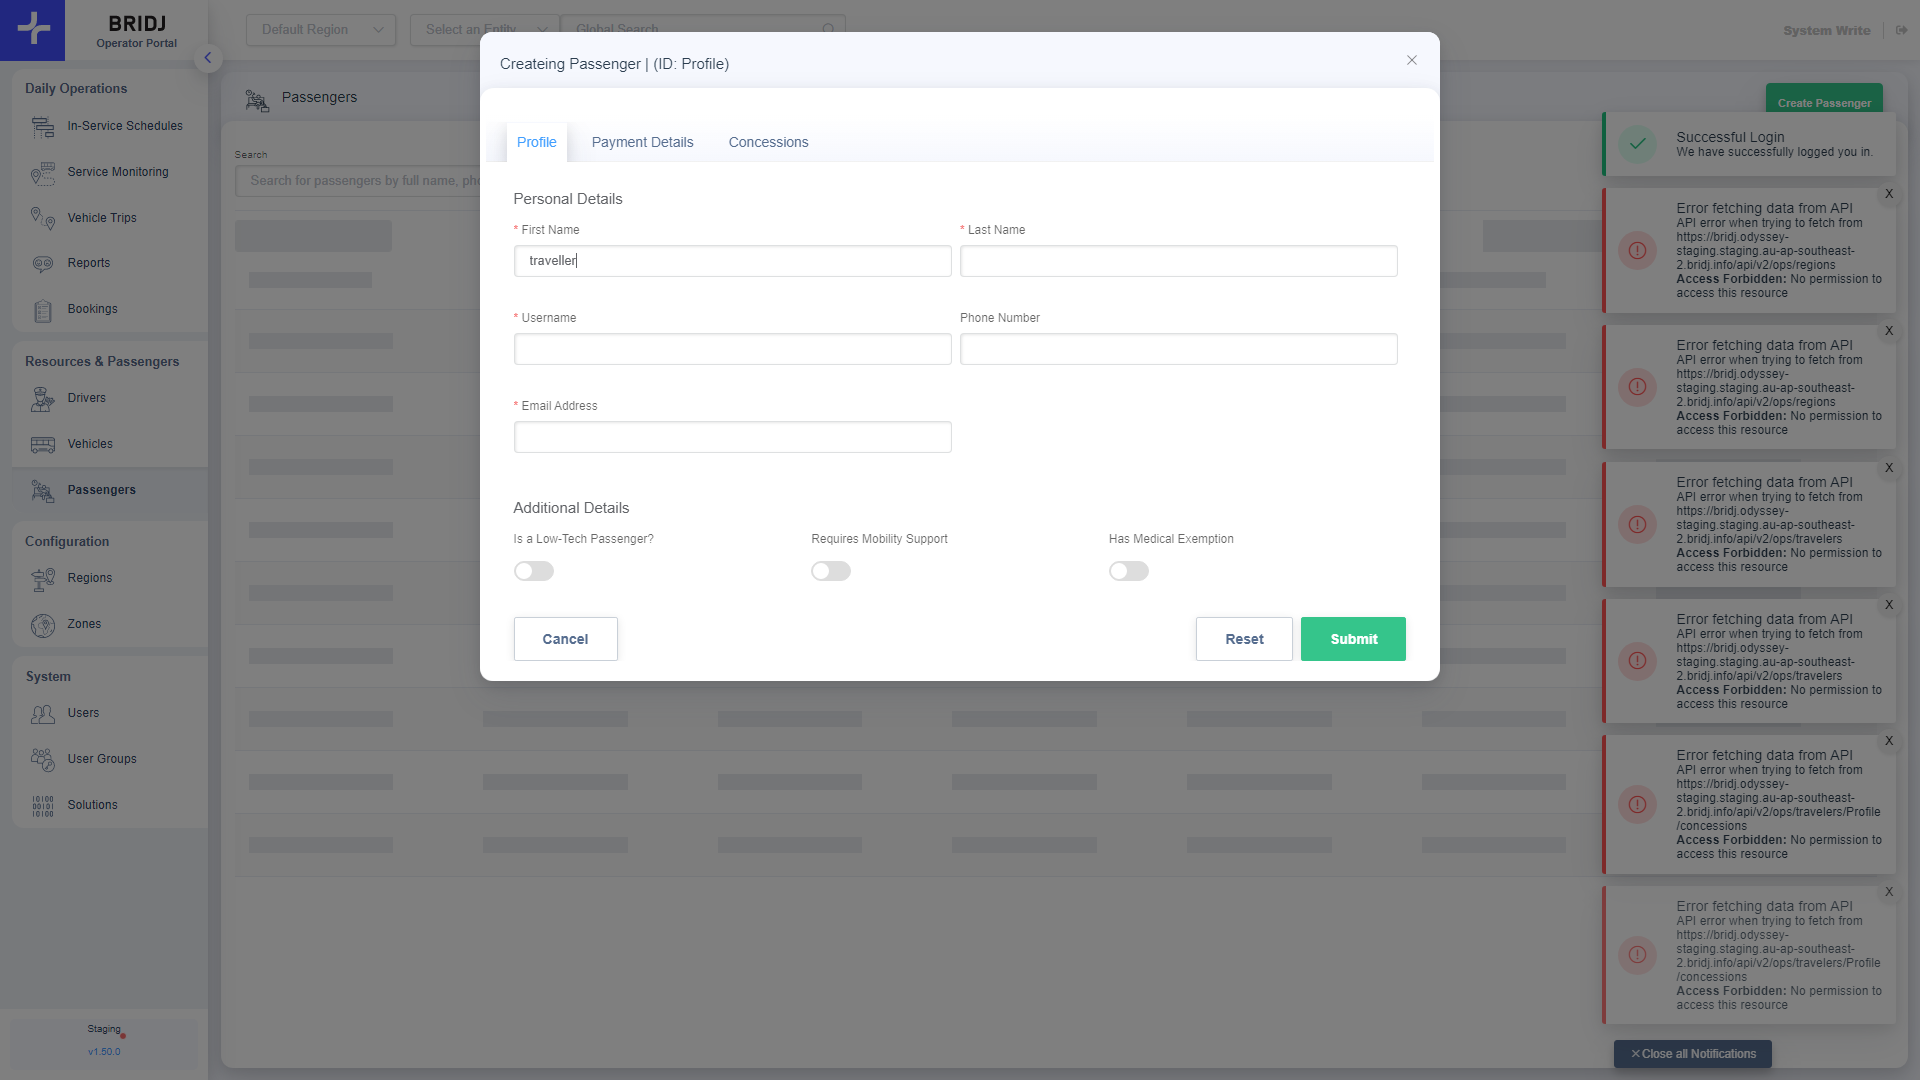 BRIDJ
Operator Portal
Default Region
Select an Entity
Global Search
System Write
Daily Operations
In-Service Schedules
Service Monitoring
Vehicle Trips
Reports
Bookings
Resources & Passengers
Drivers
Vehicles
Passengers
Configuration
Regions
Zones
System
Users
User Groups
Solutions
Staging
v1.50.0
Passengers
Create Passenger
Search
Search for passengers by full name, pho
Createing Passenger | (ID: Profile)
Profile
Payment Details
Concessions
Personal Details
* First Name
* Last Name
traveller
* Username
Phone Number
* Email Address
Additional Details
Is a Low-Tech Passenger?
Requires Mobility Support
Has Medical Exemption
Cancel
Reset
Submit
Successful Login
We have successfully logged you in.
X
Error fetching data from API
API error when trying to fetch from
https://bridj.odyssey-
staging.staging.au-ap-southeast-
2.bridj.info/api/v2/ops/regions
Access Forbidden: No permission to
access this resource
X
Error fetching data from API
API error when trying to fetch from
https://bridj.odyssey-
staging.staging.au-ap-southeast-
2.bridj.info/api/v2/ops/regions
Access Forbidden: No permission to
access this resource
X
Error fetching data from API
API error when trying to fetch from
https://bridj.odyssey-
staging.staging.au-ap-southeast-
2.bridj.info/api/v2/ops/travelers
Access Forbidden: No permission to
access this resource
X
Error fetching data from API
API error when trying to fetch from
https://bridj.odyssey-
staging.staging.au-ap-southeast-
2.bridj.info/api/v2/ops/travelers
Access Forbidden: No permission to
access this resource
X
Error fetching data from API
API error when trying to fetch from
https://bridj.odyssey-
staging.staging.au-ap-southeast-
2.bridj.info/api/v2/ops/travelers/Profile
/concessions
Access Forbidden: No permission to
access this resource
X
Error fetching data from API
API error when trying to fetch from
https://bridj.odyssey-
staging.staging.au-ap-southeast-
2.bridj.info/api/v2/ops/travelers/Profile
/concessions
Access Forbidden: No permission to
access this resource
×Close all Notifications